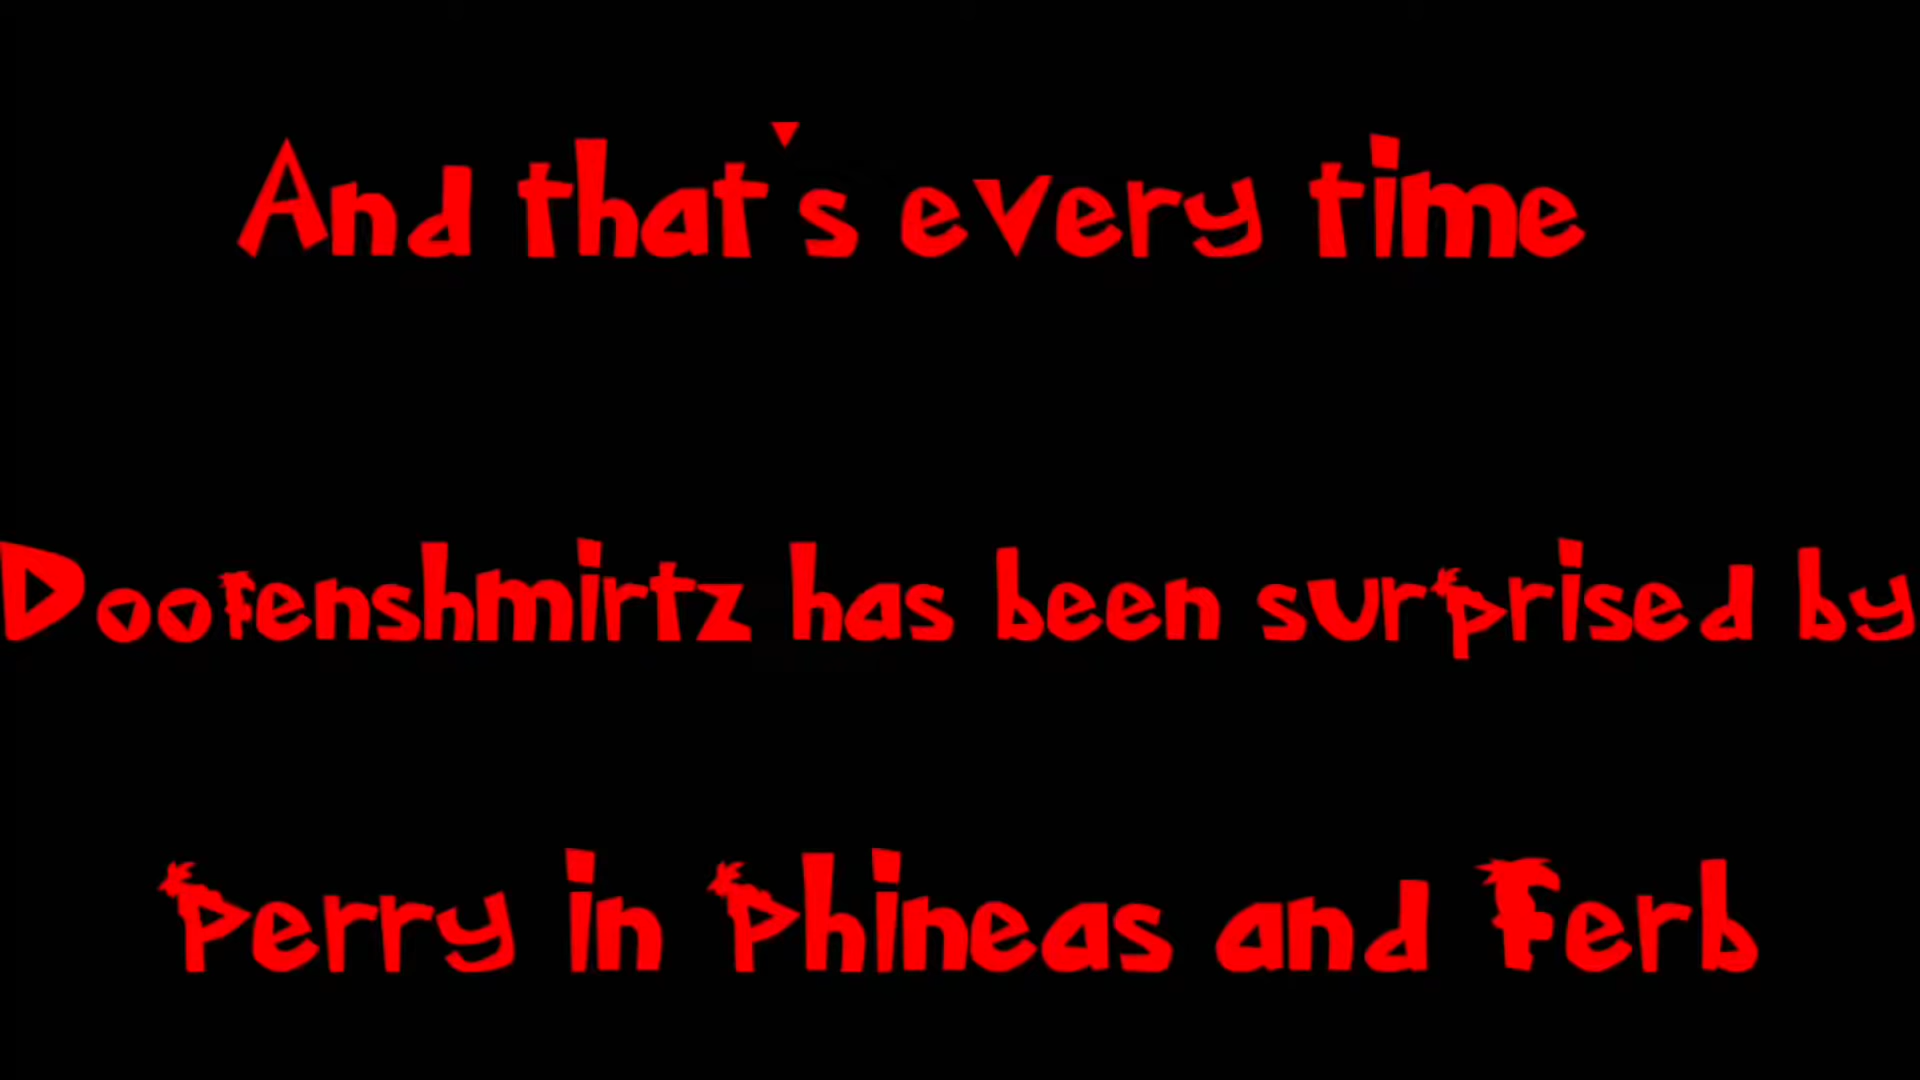 And that's every time
Doofenshmirtz has been surprised by
Perry in Phineas and Ferb